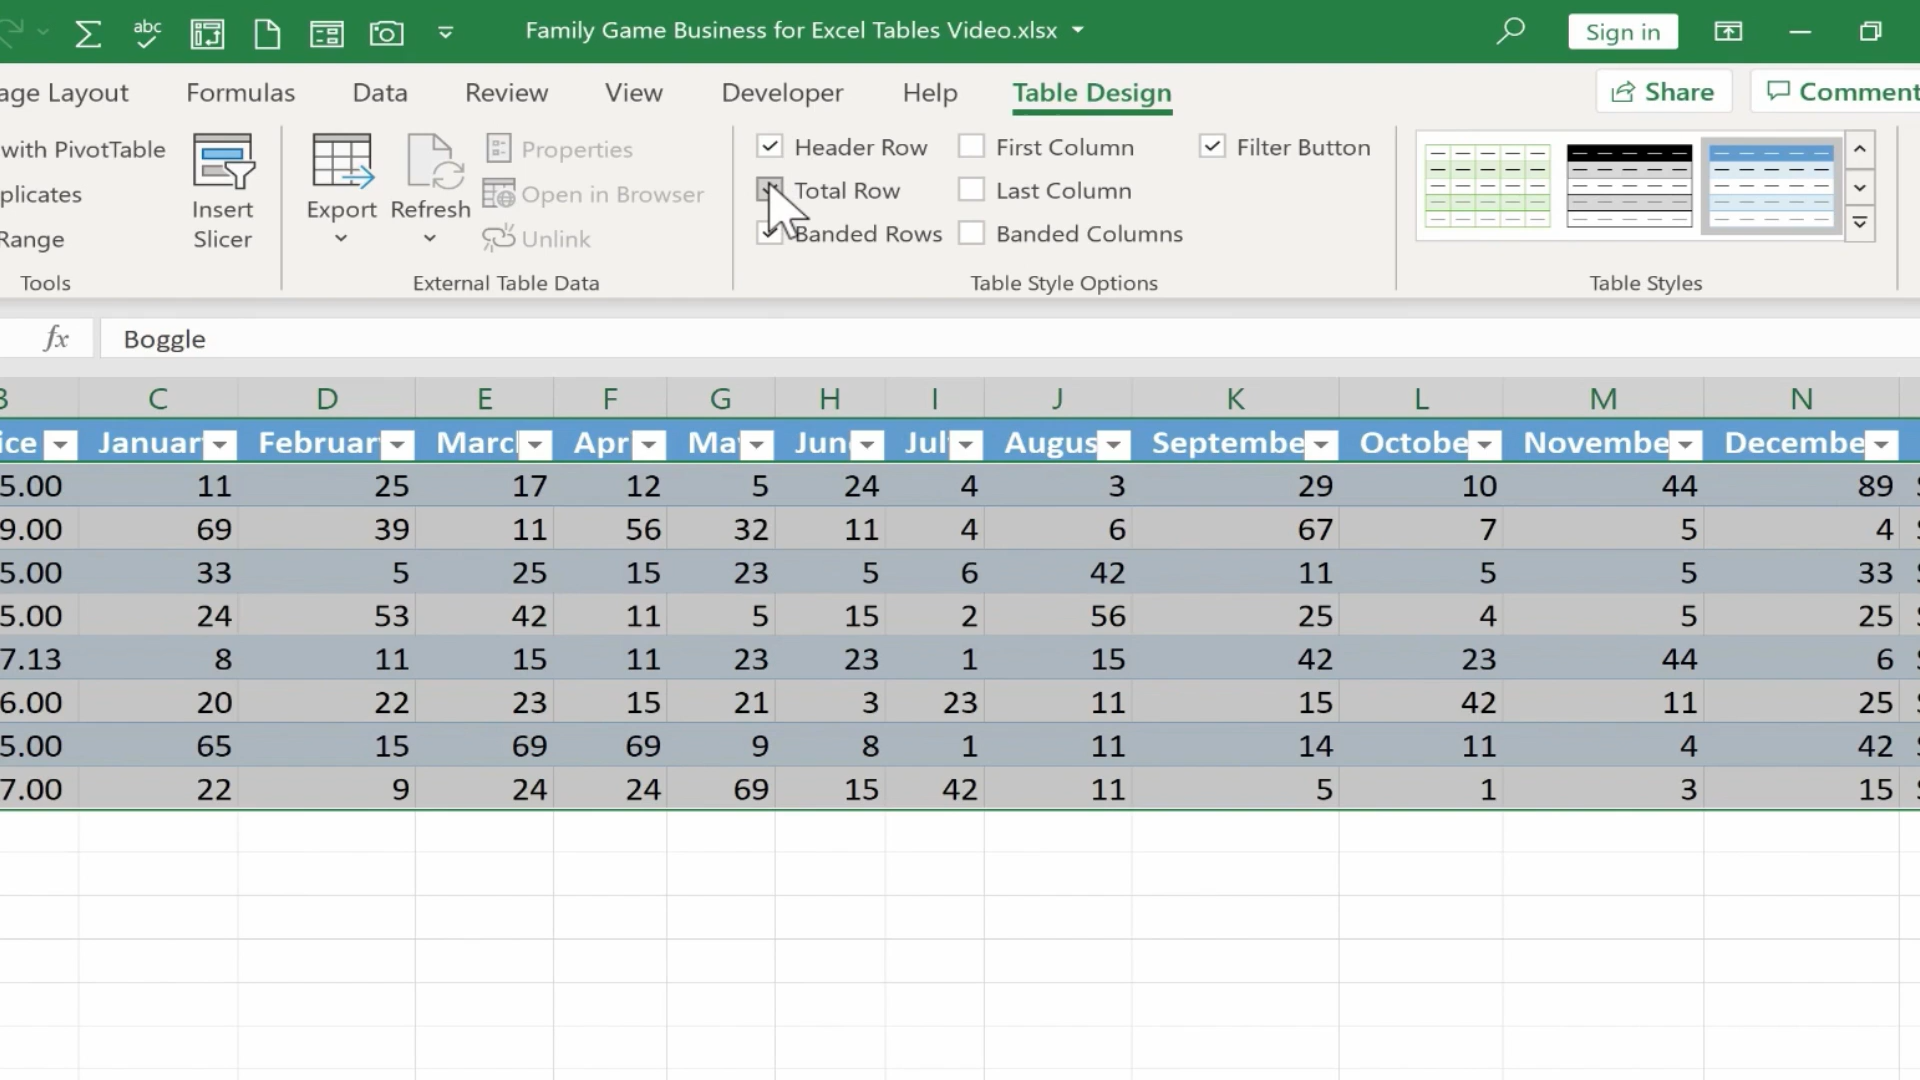 abc Family Game Business for Excel Tables Video.xlsx Sign in
age Layout Formulas Data Review View Developer Help Table Design Share Comment
with PivotTable
plicates
Range
Tools
Insert
Slicer
Export Refresh
Properties
Open in Browser
Unlink
External Table Data
Header Row First Column Filter Button
Total Row Last Column
Banded Rows Banded Columns
Table Style Options
Table Styles
fx Boggle
B C D E F G H I J K L M N
ice Januar Februar Marc Apr Ma Jun Jul Augus Septembe Octobe Novembe Decembe
5.00 11 25 17 12 5 24 4 3 29 10 44 89
9.00 69 39 11 56 32 11 4 6 67 7 5 4
5.00 33 5 25 15 23 5 6 42 11 5 5 33
5.00 24 53 42 11 5 15 2 56 25 4 5 25
7.13 8 11 15 11 23 23 1 15 42 23 44 6
6.00 20 22 23 15 21 3 23 11 15 42 11 25
5.00 65 15 69 69 9 8 1 11 14 11 4 42
7.00 22 9 24 24 69 15 42 11 5 1 3 15